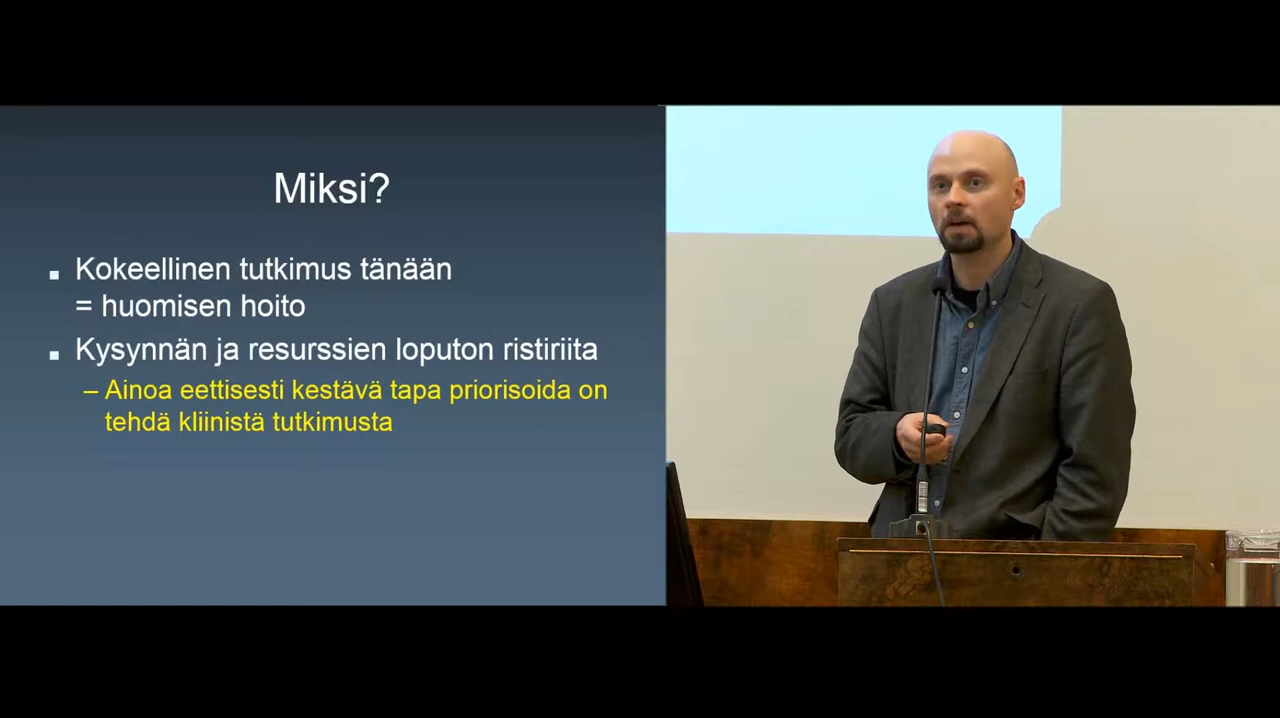 Miksi?
Kokeellinen tutkimus tänään
= huomisen hoito
Kysynnän ja resurssien loputon ristiriita
– Ainoa eettisesti kestävä tapa priorisoida on
tehdä kliinistä tutkimusta